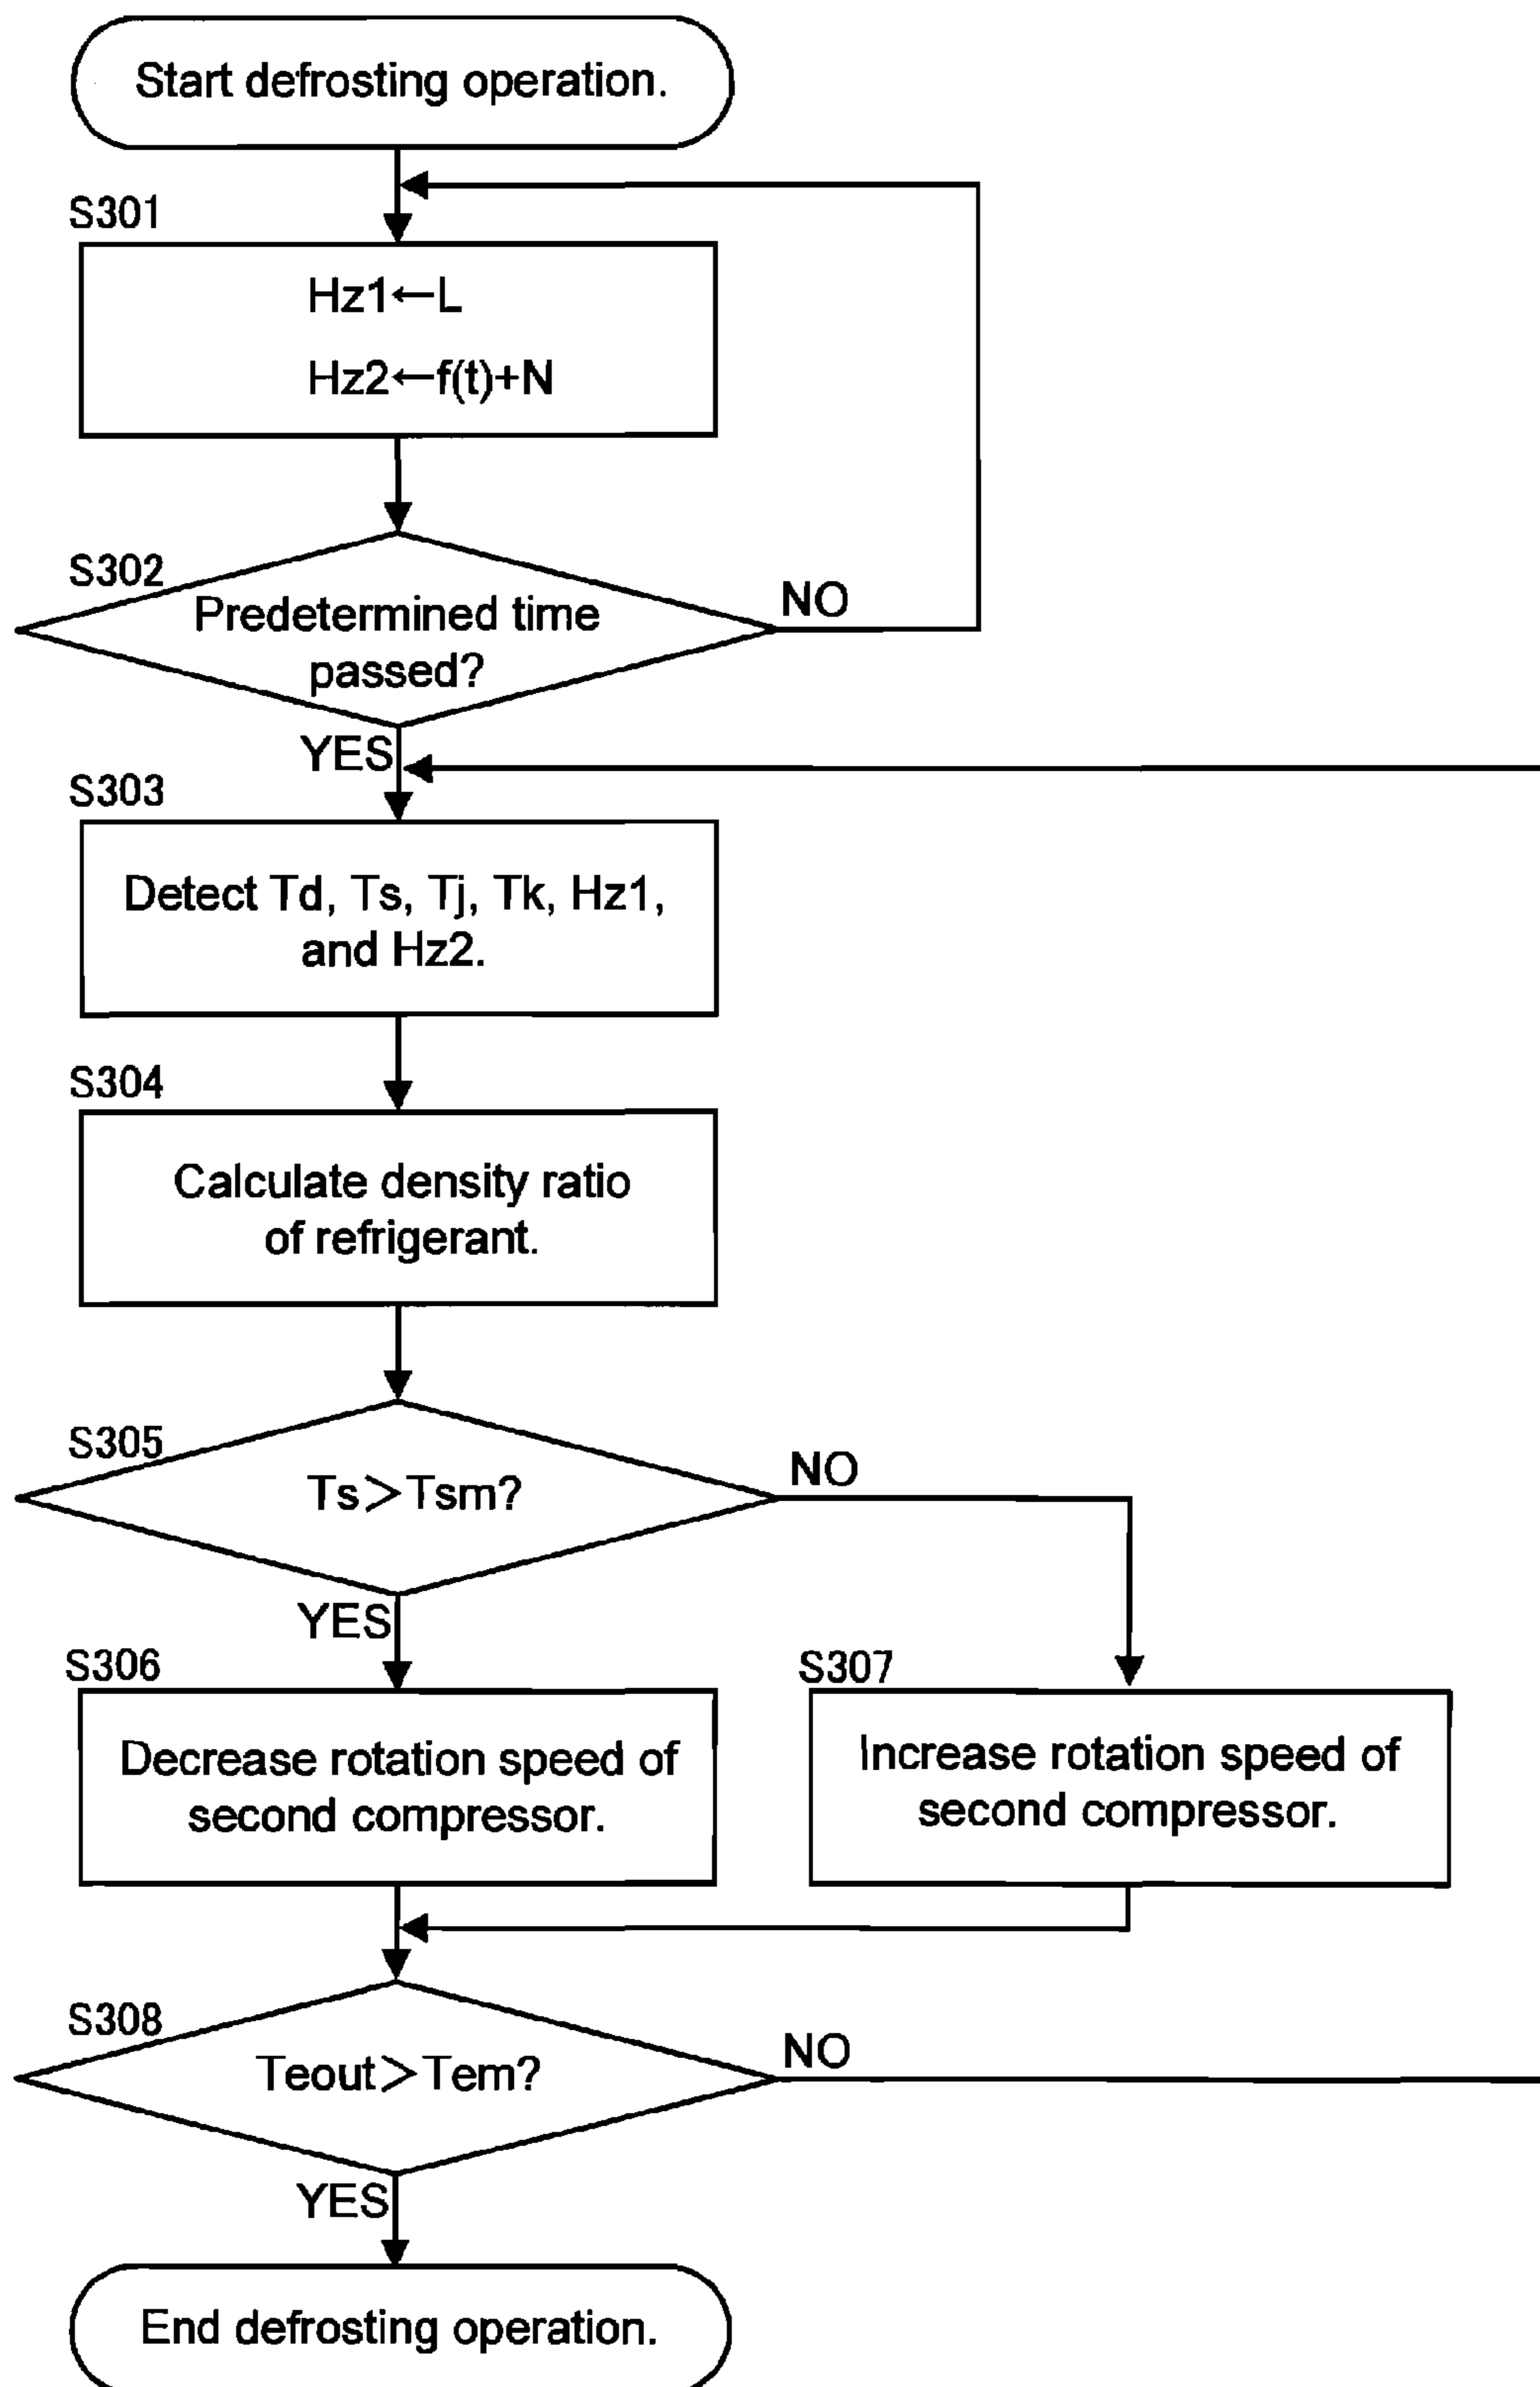 Start defrosting operation.
S301
Hz1←L
Hz2←f(t)+N
S302
Predetermined time
passed?
NO
YES
S303
Detect Td, Ts, Tj, Tk, Hz1,
and Hz2.
S304
Calculate density ratio
of refrigerant.
S305
Ts>Tsm?
NO
YES
S306
Decrease rotation speed of
second compressor.
S307
Increase rotation speed of
second compressor.
S308
Teout>Tem?
NO
YES
End defrosting operation.